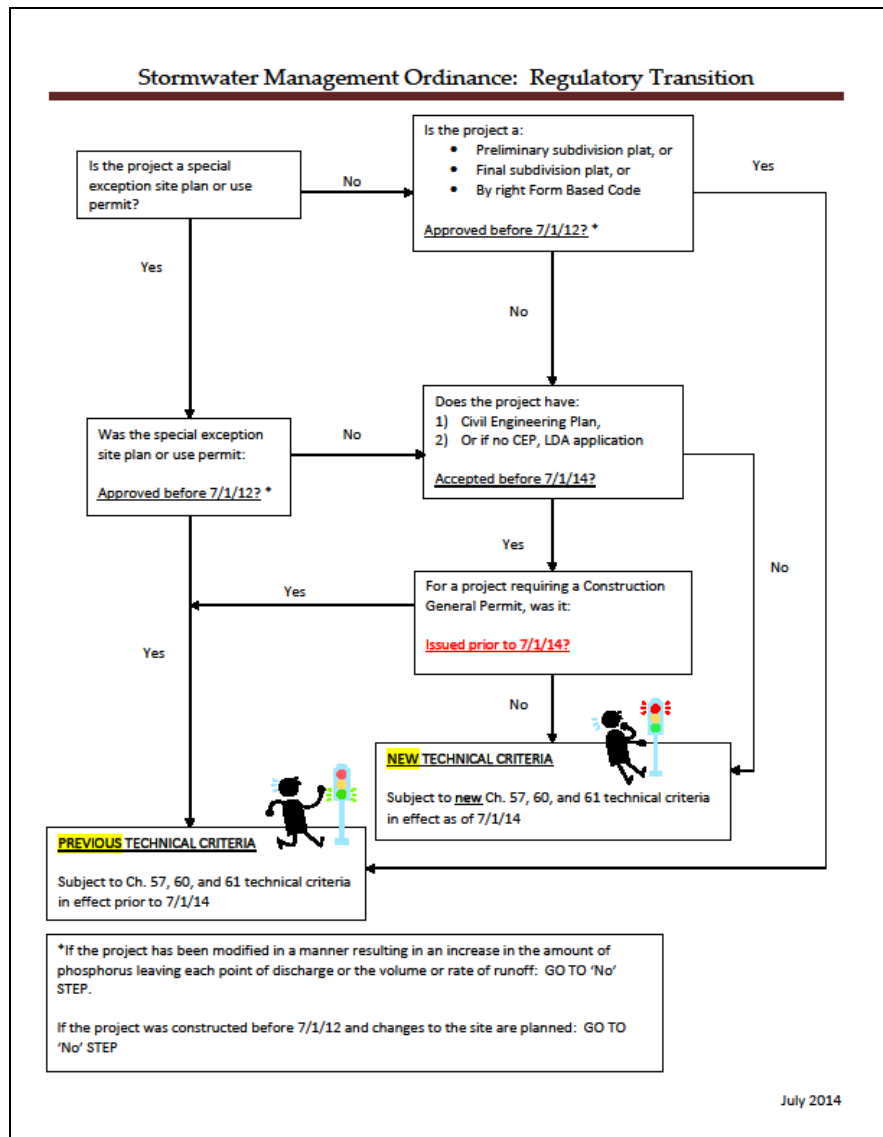 Stormwater Management Ordinance: Regulatory Transition
Is the project a special
exception site plan or use
permit?
No
Is the project a:
• Preliminary subdivision plat, or
• Final subdivision plat, or
• By right Form Based Code
Approved before 7/1/12? *
Yes
Yes
No
Was the special exception
site plan or use permit:
Approved before 7/1/12? *
No
Does the project have:
1) Civil Engineering Plan,
2) Or if no CEP, LDA application
Accepted before 7/1/14?
Yes
No
Yes
For a project requiring a Construction
General Permit, was it:
Issued prior to 7/1/14?
Yes
No
NEW TECHNICAL CRITERIA
Subject to new Ch. 57, 60, and 61 technical criteria
in effect as of 7/1/14
PREVIOUS TECHNICAL CRITERIA
Subject to Ch. 57, 60, and 61 technical criteria
in effect prior to 7/1/14
*If the project has been modified in a manner resulting in an increase in the amount of
phosphorus leaving each point of discharge or the volume or rate of runoff: GO TO ‘No’
STEP.
If the project was constructed before 7/1/12 and changes to the site are planned: GO TO
‘No’ STEP
July 2014